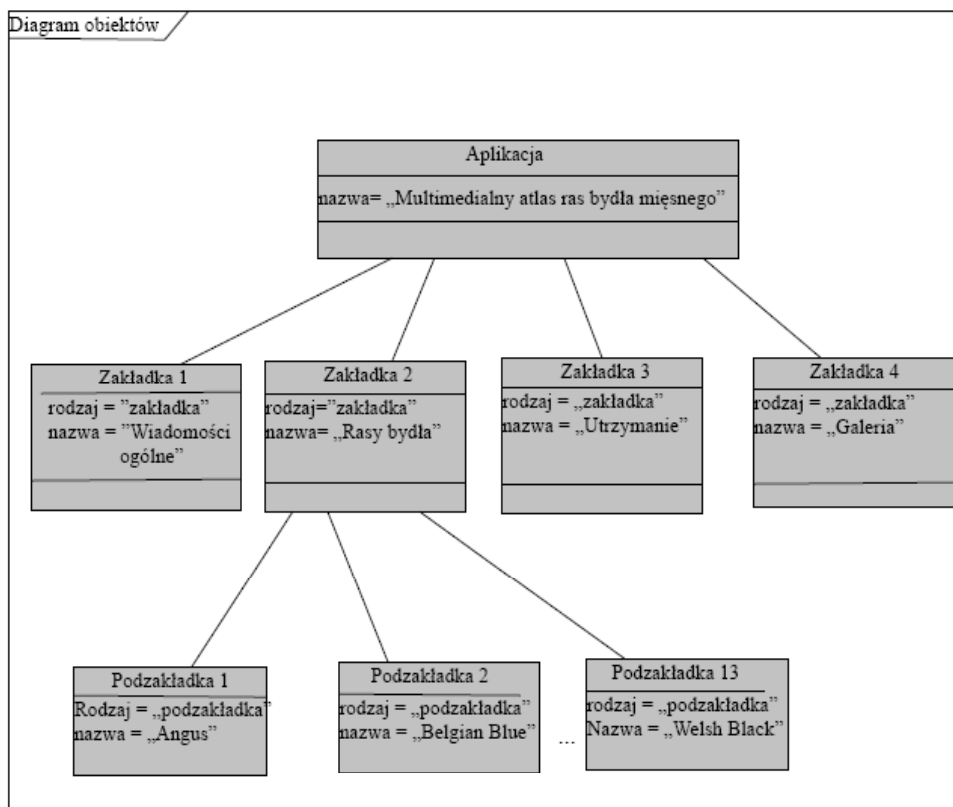 Diagram obiektów
Aplikacja
nazwa= „Multimedialny atlas ras bydła mięsnego”
Zakładka 1
rodzaj = ”zakładka”
nazwa = ”Wiadomości
ogólne”
Zakładka 2
rodzaj=”zakładka”
nazwa= „Rasy bydła”
Zakładka 3
rodzaj = „zakładka”
nazwa = „Utrzymanie”
Zakładka 4
rodzaj = „zakładka”
nazwa = „Galeria”
Podzakładka 1
Rodzaj = „podzakładka”
nazwa = „Angus”
Podzakładka 2
rodzaj = „podzakładka”
nazwa = „Belgian Blue”
...
Podzakładka 13
rodzaj = „podzakładka”
Nazwa = „Welsh Black”